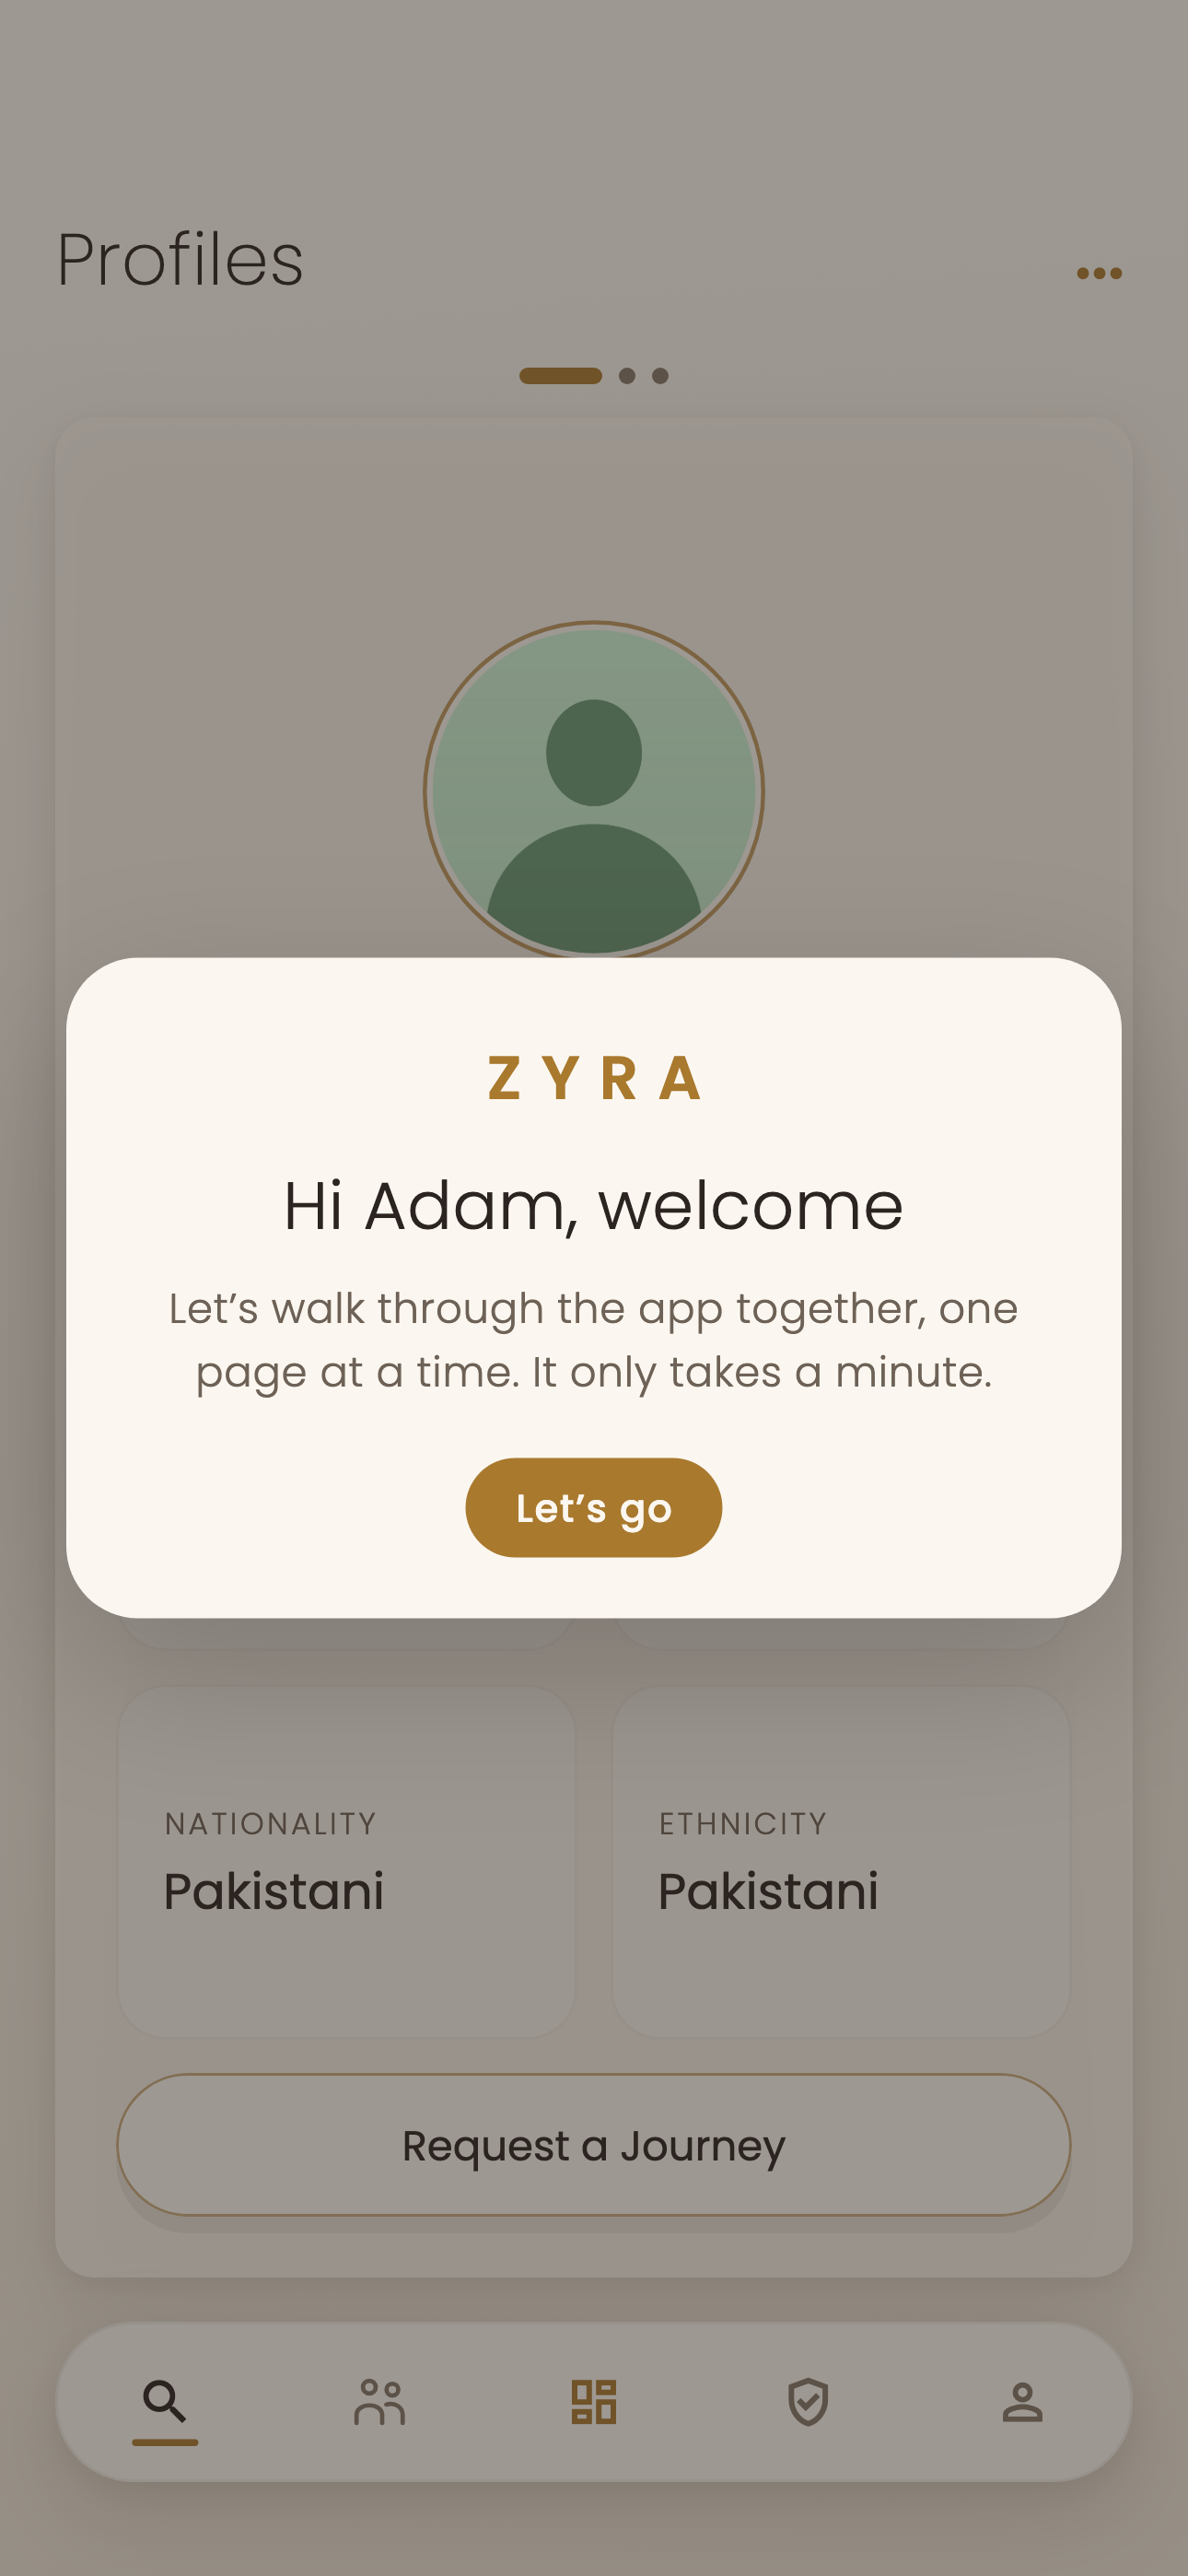 Profiles
ZYRA
Hi Adam, welcome
Let’s walk through the app together, one
page at a time. It only takes a minute.
Let’s go
NATIONALITY
Pakistani
ETHNICITY
Pakistani
Request a Journey